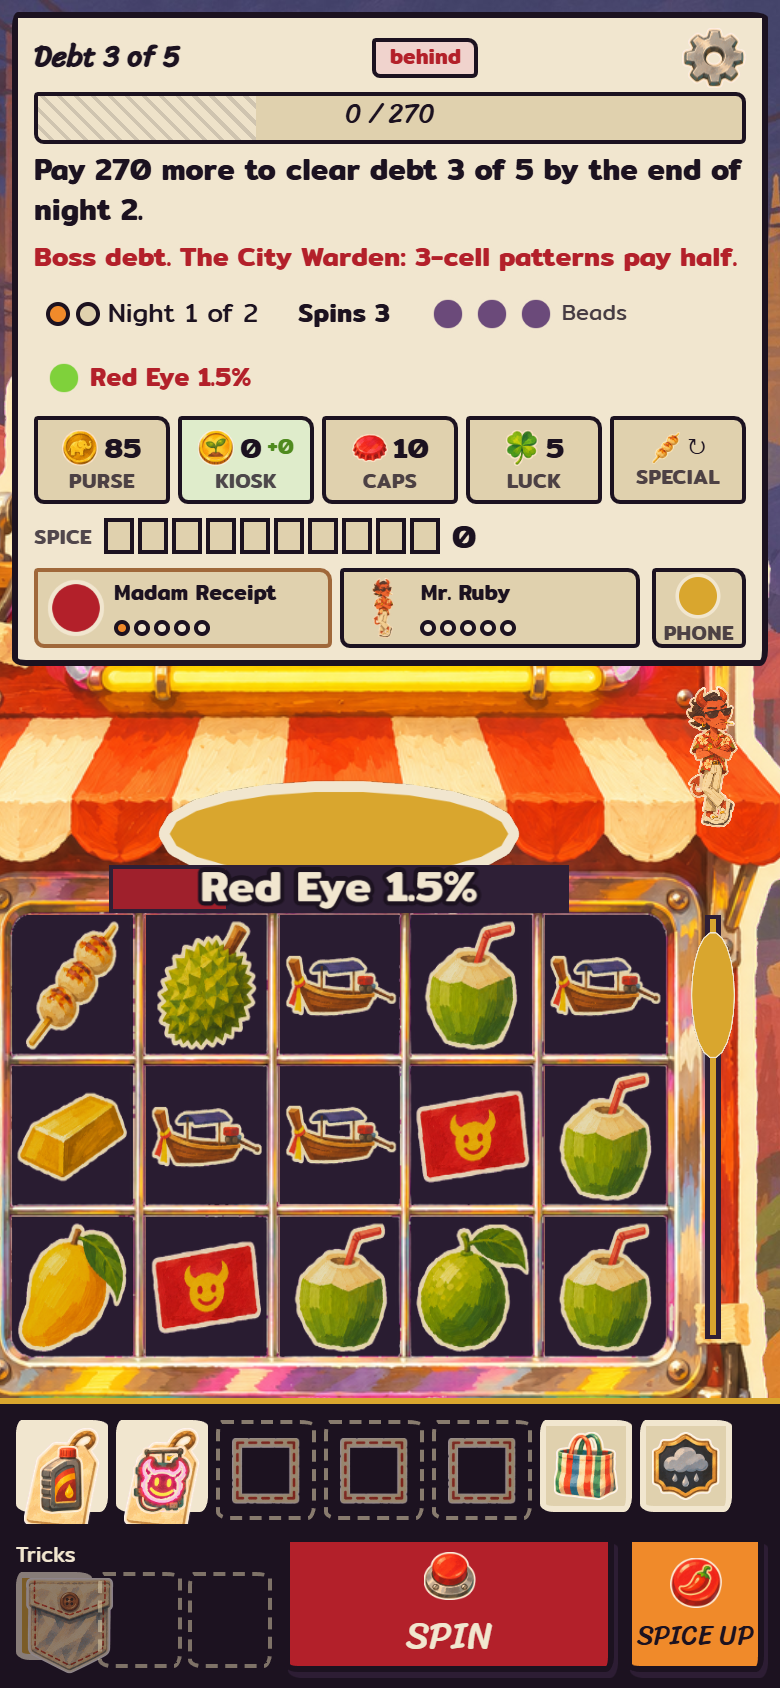 Debt 3 of 5
behind
0 / 270
Pay 270 more to clear debt 3 of 5 by the end of
night 2.
Boss debt. The City Warden: 3-cell patterns pay half.
Night 1 of 2
Spins 3
Beads
Red Eye 1.5%
85
PURSE
0 +0
KIOSK
10
CAPS
5
LUCK
↻
SPECIAL
SPICE
0
Madam Receipt
Mr. Ruby
PHONE
Red Eye 1.5%
Tricks
SPIN
SPICE UP